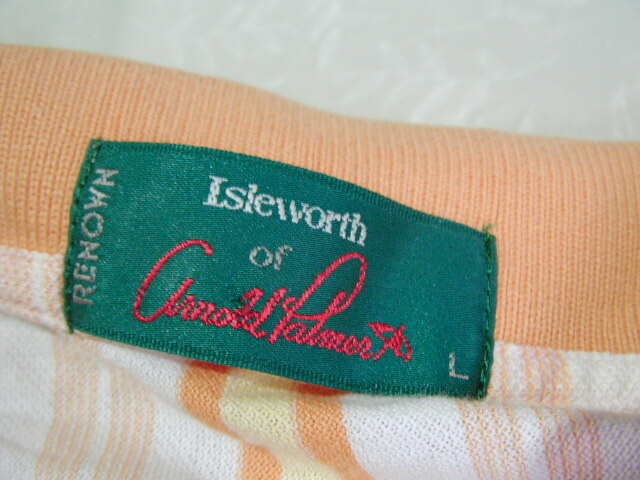 RENOWN
Isleworth
of
Arnold Palmer
L